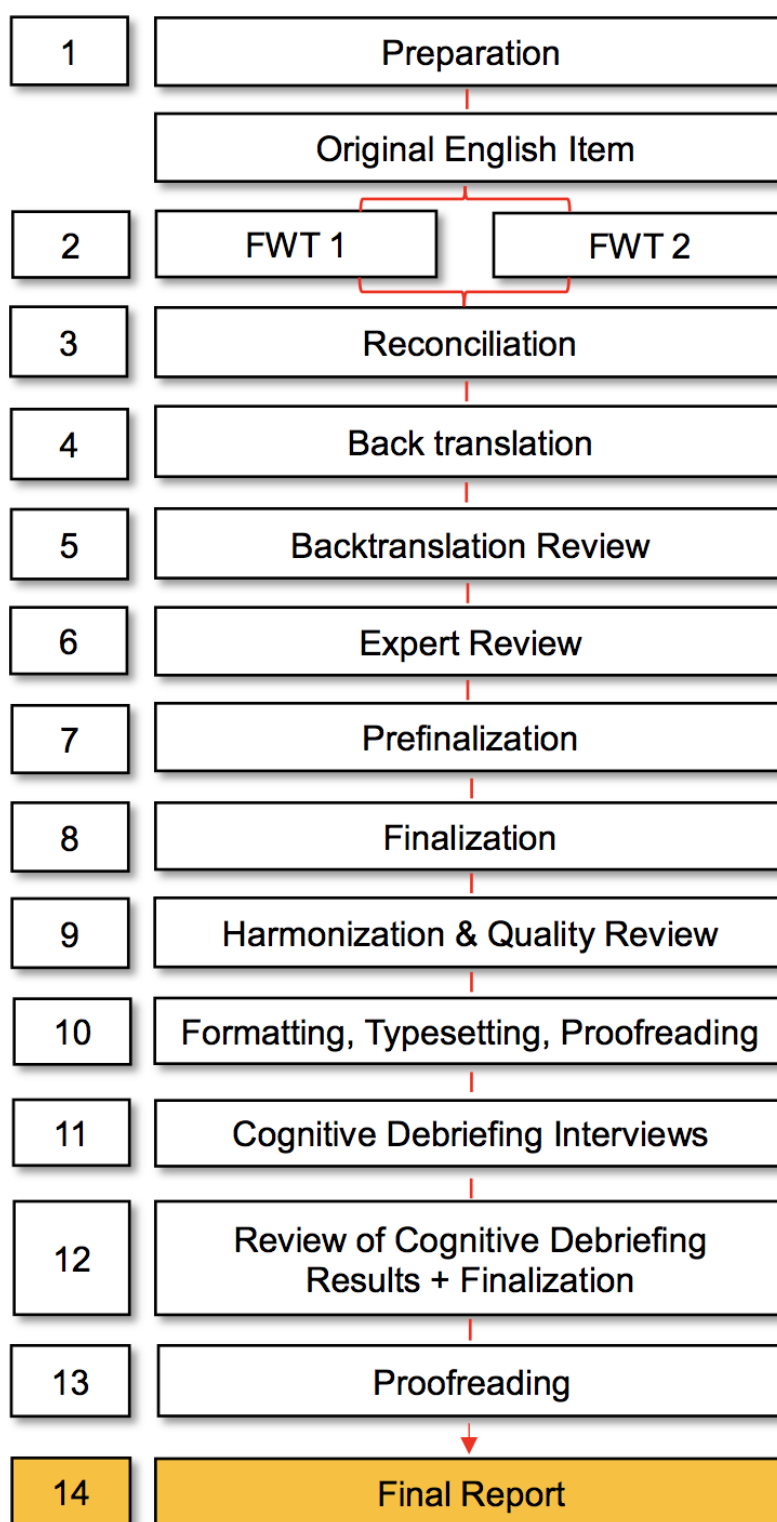 1
Preparation
Original English Item
2
FWT 1
FWT 2
3
Reconciliation
4
Back translation
5
Backtranslation Review
6
Expert Review
7
Prefinalization
8
Finalization
9
Harmonization & Quality Review
10
Formatting, Typesetting, Proofreading
11
Cognitive Debriefing Interviews
12
Review of Cognitive Debriefing
Results + Finalization
13
Proofreading
14
Final Report